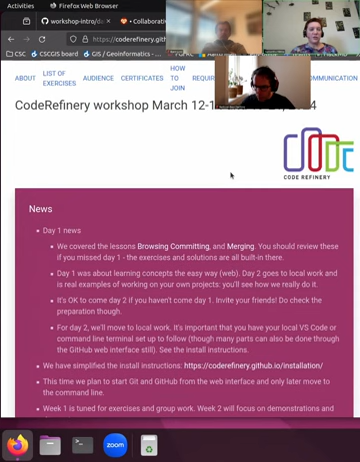 Activities
Firefox Web Browser
workshop-intro/da
• Collaborativ
https://coderefinery.gith
CSC
CSCGIS board
GIS / Geoinformatics -
ABOUT
LIST OF EXERCISES
AUDIENCE
CERTIFICATES
HOW TO JOIN
REQUIR
OMMUNICATION
CodeRefinery workshop March 12-1
4
CODE REFINERY
News
Day 1 news
We covered the lessons Browsing Committing, and Merging. You should review these
if you missed day 1 - the exercises and solutions are all built-in there.
Day 1 was about learning concepts the easy way (web). Day 2 goes to local work and
is real examples of working on your own projects: you'll see how we really do it.
It's OK to come day 2 if you haven't come day 1. Invite your friends! Do check the
preparation though.
For day 2, we'll move to local work. It's important that you have your local VS Code or
command line terminal set up to follow (though many parts can also be done through
the GitHub web interface still). See the install instructions.
We have simplified the install instructions: https://coderefinery.github.io/installation/
This time we plan to start Git and GitHub from the web interface and only later move to
the command line.
Week 1 is tuned for exercises and group work. Week 2 will focus on demonstrations and
zoom